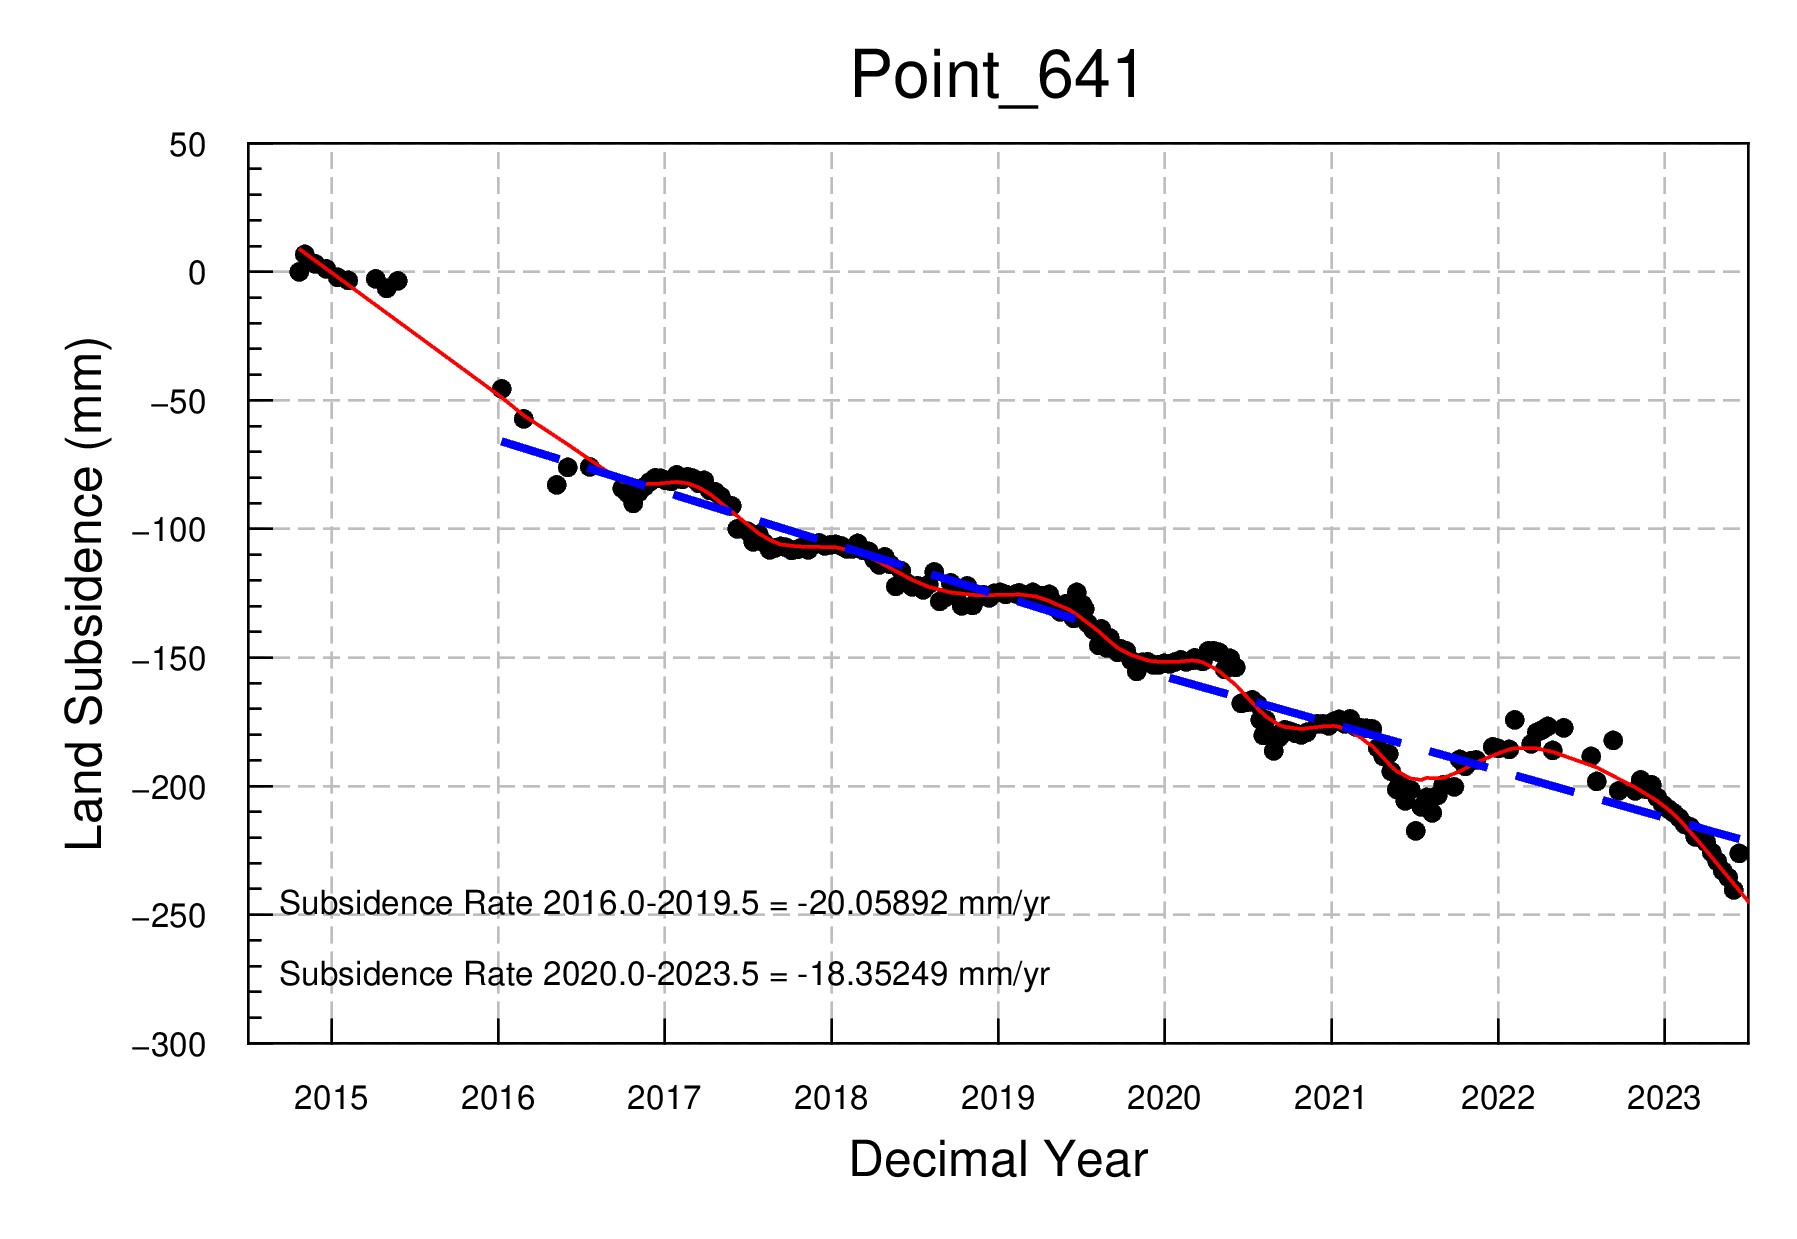 Point_641
50
0
−50
−100
−150
−200
−250
−300
Land Subsidence (mm)
Subsidence Rate 2016.0-2019.5 = -20.05892 mm/yr
Subsidence Rate 2020.0-2023.5 = -18.35249 mm/yr
2015 2016 2017 2018 2019 2020 2021 2022 2023
Decimal Year